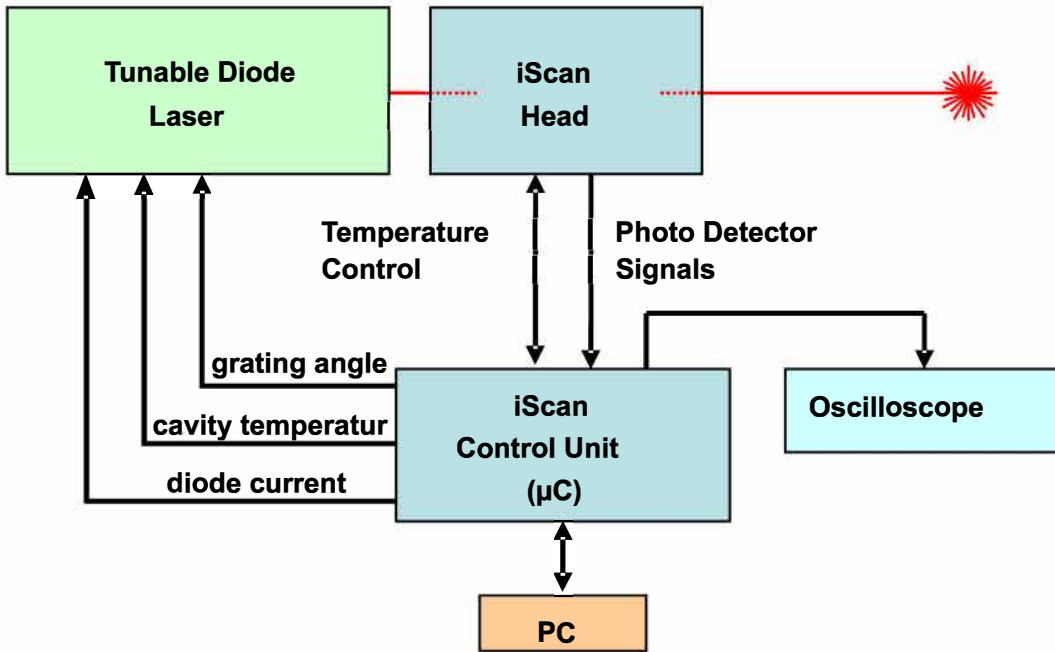 Tunable Diode
Laser
iScan
Head
Temperature
Control
Photo Detector
Signals
grating angle
cavity temperatur
diode current
iScan
Control Unit
(µC)
Oscilloscope
PC